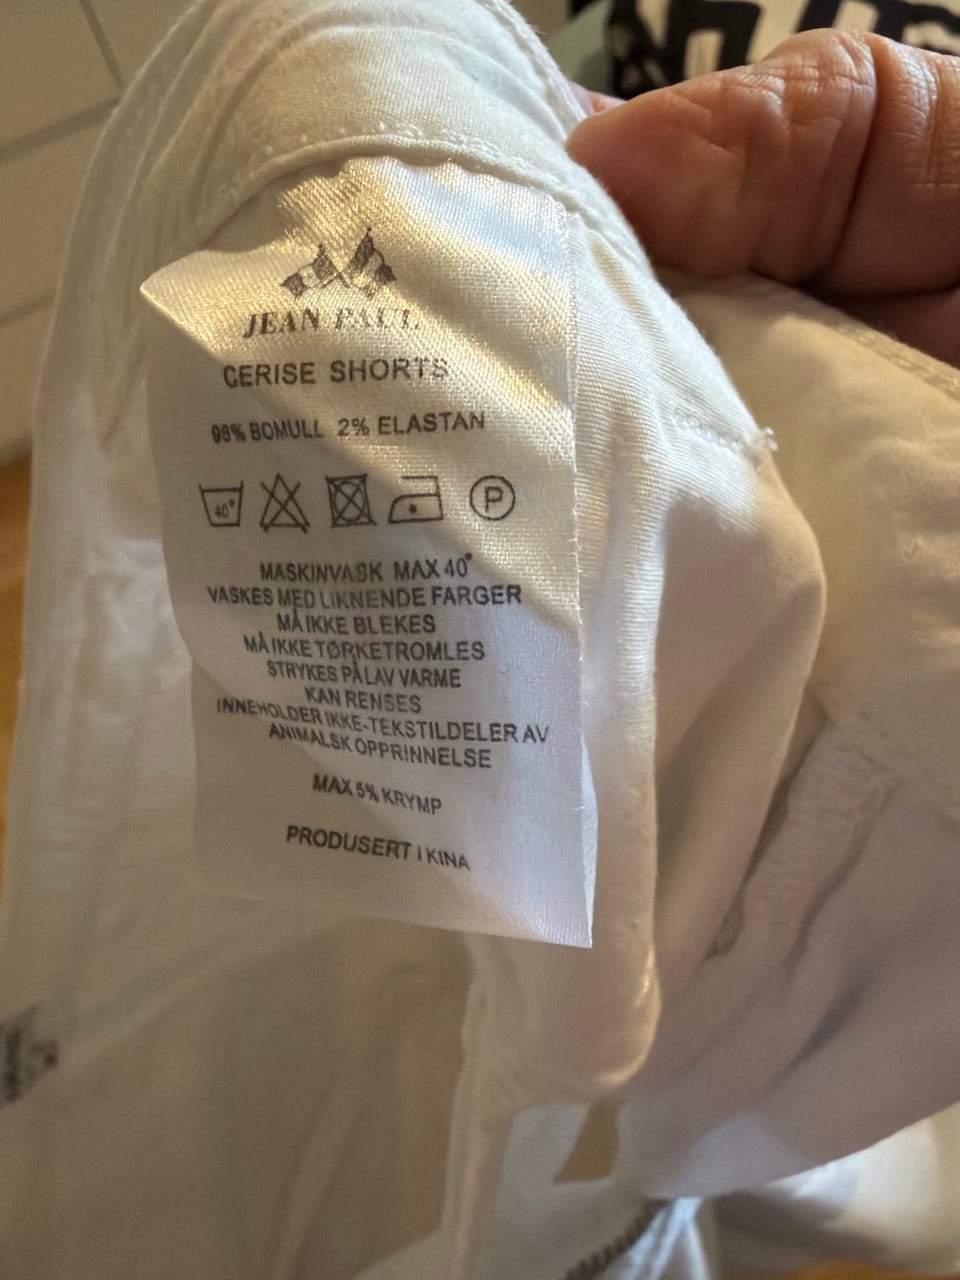 JEAN PAUL
CERISE SHORTS
98% BOMULL 2% ELASTAN
40° P
MASKINVASK MAX 40°
VASKES MED LIKNENDE FARGER
MÅ IKKE BLEKES
MÅ IKKE TØRKETROMLES
STRYKES PÅ LAV VARME
KAN RENSES
INNEHOLDER IKKE-TEKSTILDELER AV
ANIMALSK OPPRINNELSE
MAX 5% KRYMP
PRODUSERT I KINA